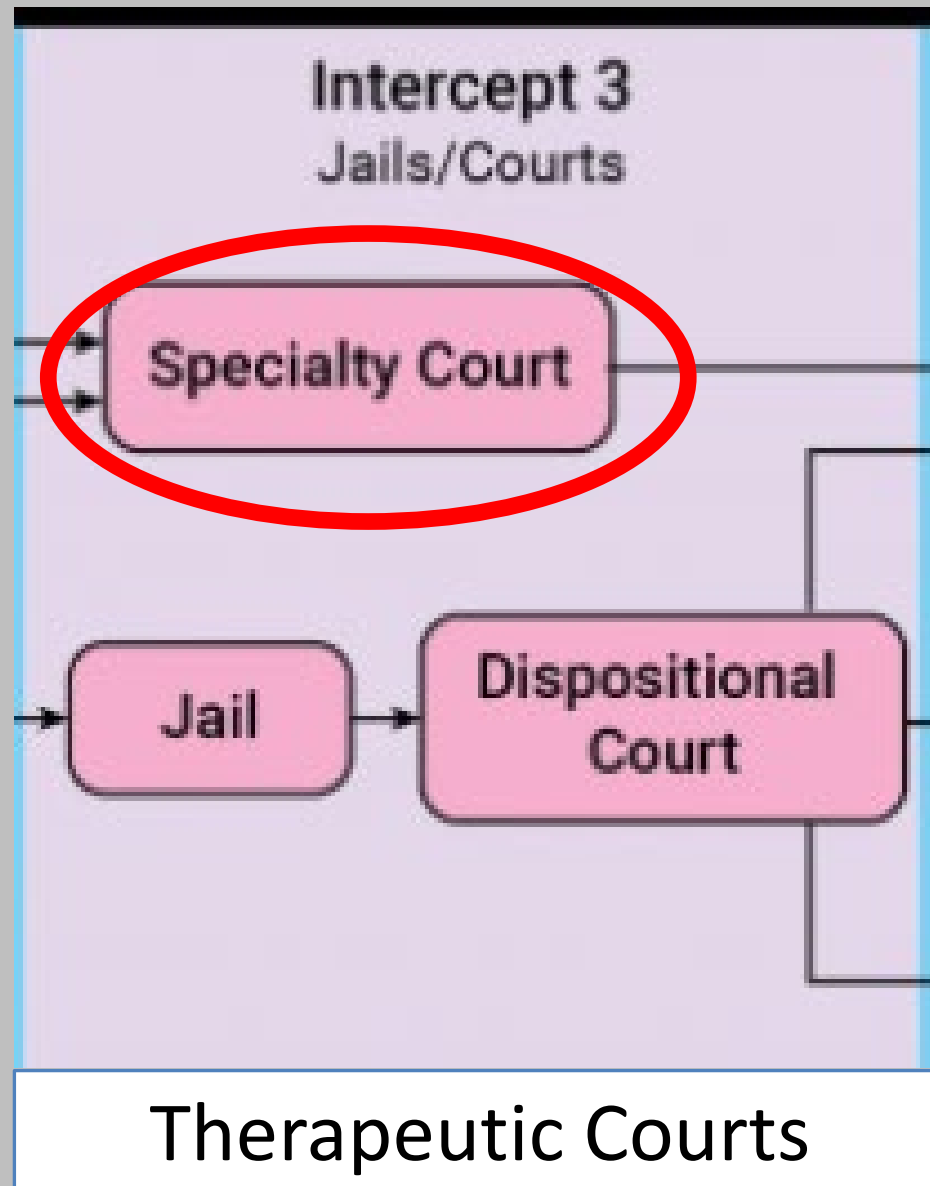 Intercept 3
Jails/Courts
Specialty Court
Jail
Dispositional
Court
Therapeutic Courts